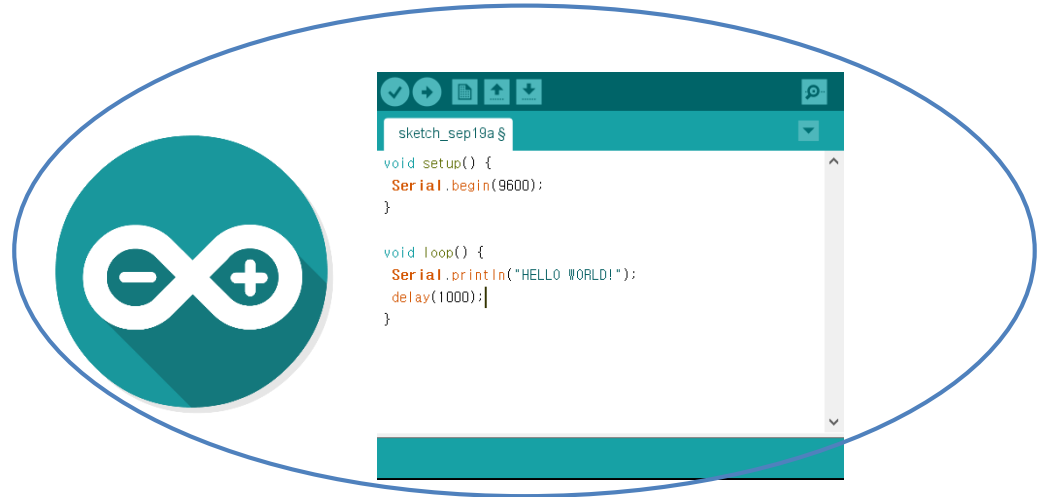 sketch_sep19a §
void setup() {
Serial.begin(9600);
}
void loop() {
Serial.println("HELLO WORLD!");
delay(1000);
}